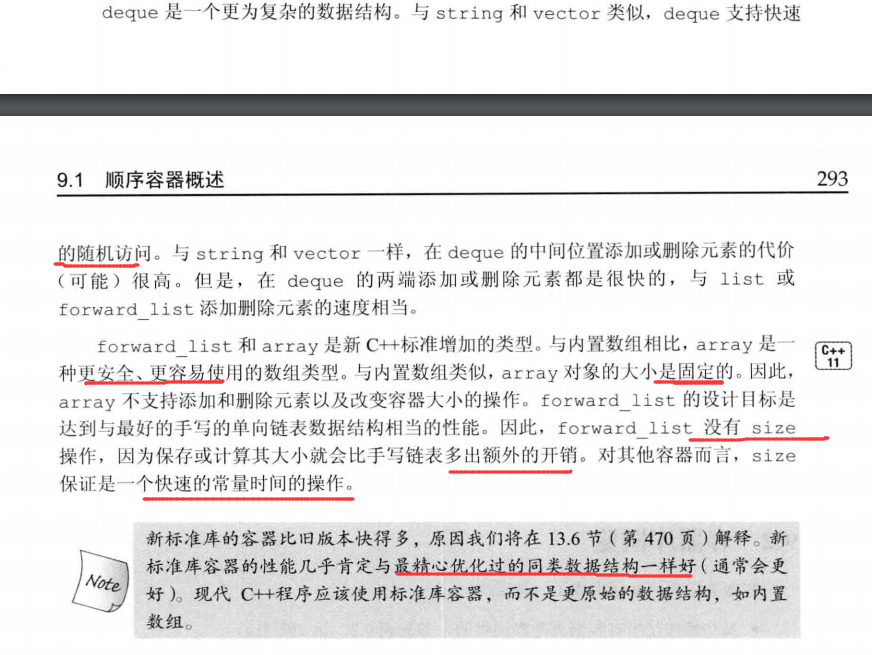 deque 是一个更为复杂的数据结构。与 string 和 vector 类似，deque 支持快速
9.1 顺序容器概述 293
的随机访问。与 string 和 vector 一样，在 deque 的中间位置添加或删除元素的代价
（可能）很高。但是，在 deque 的两端添加或删除元素都是很快的，与 list 或
forward_list 添加删除元素的速度相当。
forward_list 和 array 是新 C++标准增加的类型。与内置数组相比，array 是一
种更安全、更容易使用的数组类型。与内置数组类似，array 对象的大小是固定的。因此，
array 不支持添加和删除元素以及改变容器大小的操作。forward_list 的设计目标是
达到与最好的手写的单向链表数据结构相当的性能。因此，forward_list 没有 size
操作，因为保存或计算其大小就会比手写链表多出额外的开销。对其他容器而言，size
保证是一个快速的常量时间的操作。
C++
11
新标准库的容器比旧版本快得多，原因我们将在 13.6 节（第 470 页）解释。新
标准库容器的性能几乎肯定与最精心优化过的同类数据结构一样好（通常会更
好）。现代 C++程序应该使用标准库容器，而不是更原始的数据结构，如内置
数组。
Note